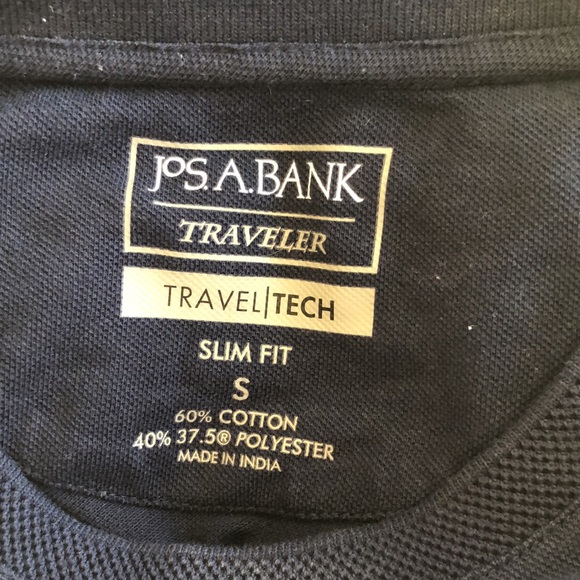 JOS.A.BANK
TRAVELER
TRAVEL|TECH
SLIM FIT
S
60% COTTON
40% 37.5® POLYESTER
MADE IN INDIA